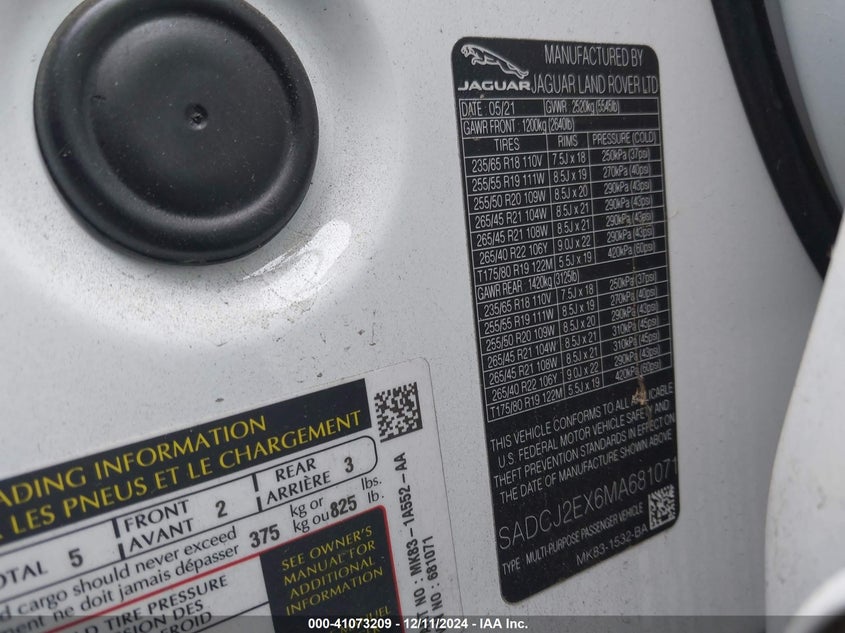 JAGUAR
MANUFACTURED BY
JAGUAR LAND ROVER LTD
DATE : 05/21 GVWR : 2520kg (5545lb)
GAWR FRONT : 1200kg (2640lb)
TIRES RIMS PRESSURE (COLD)
235/65 R18 110V 7.5J x 18 250kPa (37psi)
255/55 R19 111W 8.5J x 19 270kPa (40psi)
255/50 R20 109W 8.5J x 20 290kPa (43psi)
265/45 R21 104W 8.5J x 21 290kPa (43psi)
265/45 R21 108W 8.5J x 21 290kPa (43psi)
265/40 R22 106Y 9.0J x 22 290kPa (43psi)
T175/80 R19 122M 5.5J x 19 420kPa (60psi)
GAWR REAR : 1420kg (3125lb)
235/65 R18 110V 7.5J x 18 250kPa (37psi)
255/55 R19 111W 8.5J x 19 270kPa (40psi)
255/50 R20 109W 8.5J x 20 290kPa (43psi)
265/45 R21 104W 8.5J x 21 310kPa (45psi)
265/45 R21 108W 8.5J x 21 310kPa (45psi)
265/40 R22 106Y 9.0J x 22 290kPa (43psi)
T175/80 R19 122M 5.5J x 19 420kPa (60psi)
THIS VEHICLE CONFORMS TO ALL APPLICABLE
U.S. FEDERAL MOTOR VEHICLE SAFETY AND
THEFT PREVENTION STANDARDS IN EFFECT ON
THE DATE OF MANUFACTURE SHOWN ABOVE
SADCJ2EX6MA681071
TYPE : MULTI-PURPOSE PASSENGER VEHICLE
MK83-1532-BA
ADING INFORMATION
LES PNEUS ET LE CHARGEMENT
OTAL 5 FRONT AVANT 2 REAR ARRIÈRE 3
d cargo should never exceed 375 kg or 825 lbs.
ment ne doit jamais dépasser kg ou lb.
LD TIRE PRESSURE
SION DES
FROID
SEE OWNER'S
MANUAL FOR
ADDITIONAL
INFORMATION
PART NO : MK83-1A552-AA
681071
000-41073209 - 12/11/2024 - IAA Inc.